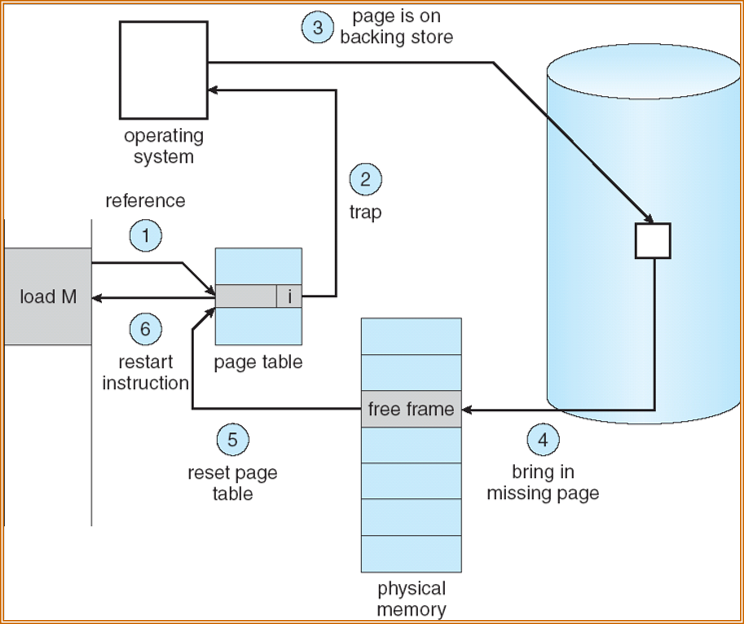 3
page is on
backing store
operating
system
2
trap
reference
1
load M
i
6
restart
instruction
page table
free frame
5
reset page
table
4
bring in
missing page
physical
memory